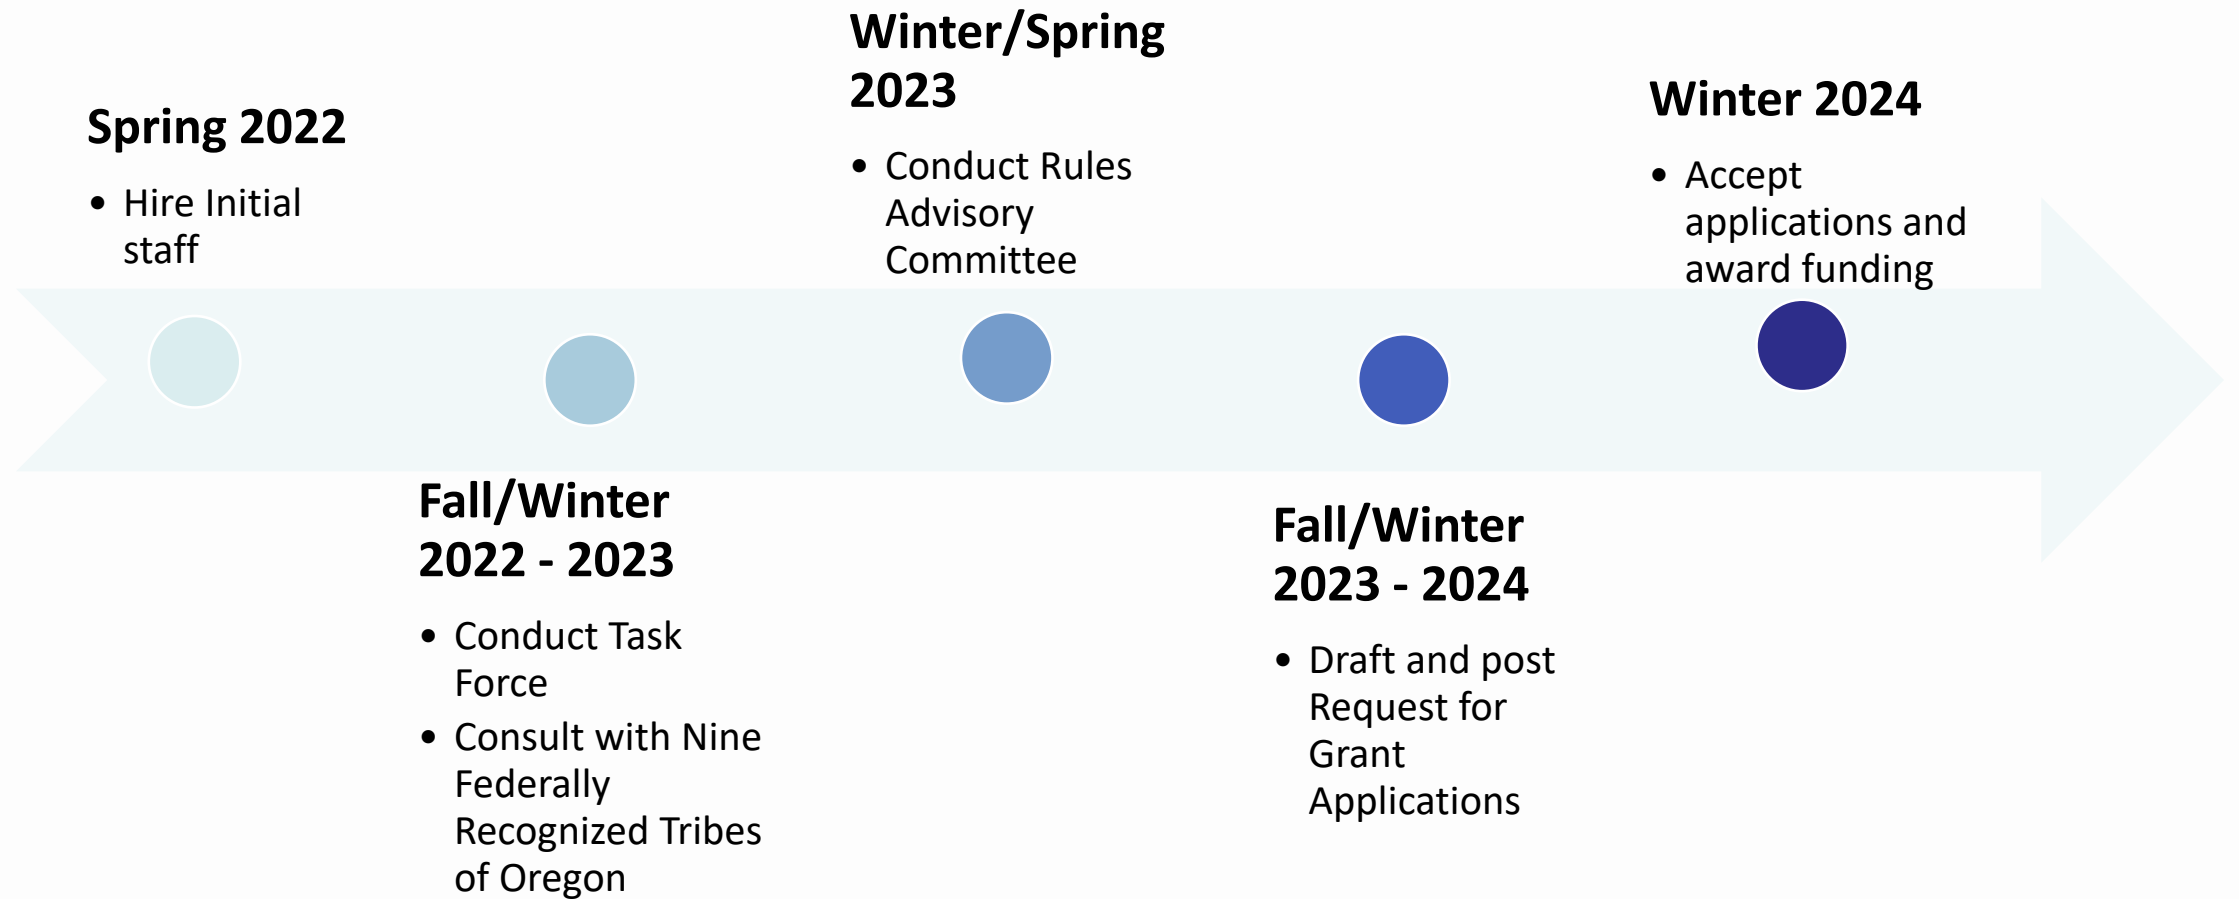 Spring 2022
• Hire Initial
staff
Fall/Winter
2022 - 2023
• Conduct Task
Force
• Consult with Nine
Federally
Recognized Tribes
of Oregon
Winter/Spring
2023
• Conduct Rules
Advisory
Committee
Fall/Winter
2023 - 2024
• Draft and post
Request for
Grant
Applications
Winter 2024
• Accept
applications and
award funding